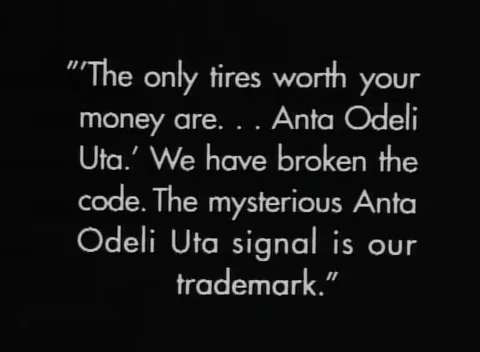 "'The only tires worth your
money are. . . Anta Odeli
Uta.' We have broken the
code. The mysterious Anta
Odeli Uta signal is our
trademark."